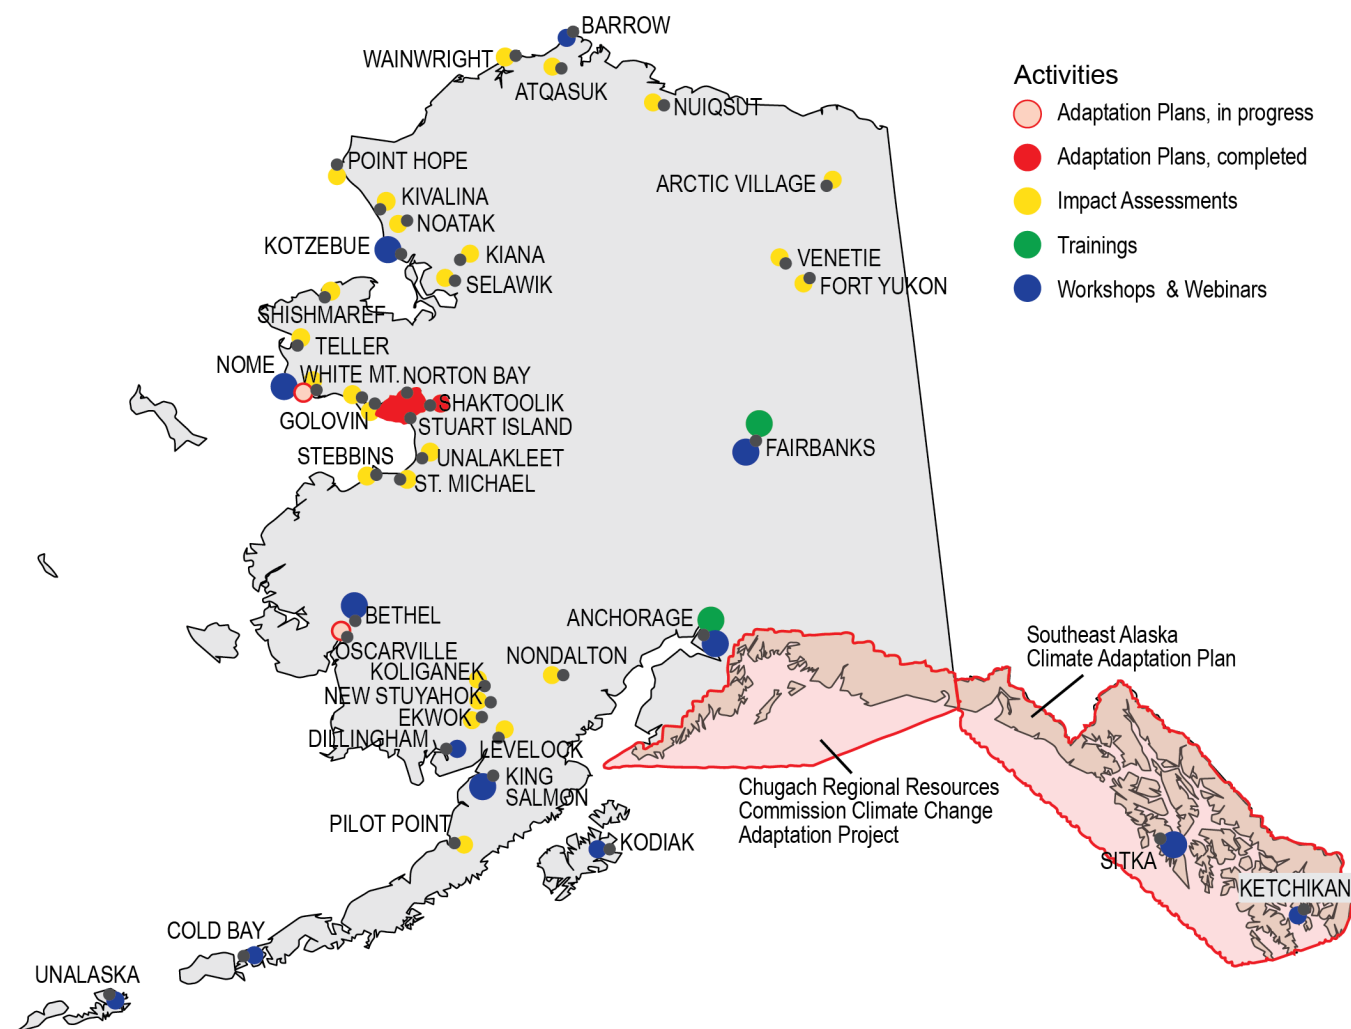 BARROW
WAINWRIGHT
ATQASUK
NUIQSUT
Activities
Adaptation Plans, in progress
Adaptation Plans, completed
Impact Assessments
Trainings
Workshops & Webinars
POINT HOPE
ARCTIC VILLAGE
KIVALINA
NOATAK
KOTZEBUE
KIANA
VENETIE
SELAWIK
FORT YUKON
SHISHMAREF
TELLER
NOME
WHITE MT.
NORTON BAY
SHAKTOOLIK
GOLOVIN
STUART ISLAND
FAIRBANKS
STEBBINS
UNALAKLEET
ST. MICHAEL
BETHEL
ANCHORAGE
OSCARVILLE
NONDALTON
KOLIGANEK
NEW STUYAHOK
EKWOK
DILLINGHAM
LEVELOCK
KING
SALMON
Southeast Alaska
Climate Adaptation Plan
Chugach Regional Resources
Commission Climate Change
Adaptation Project
PILOT POINT
KODIAK
SITKA
KETCHIKAN
COLD BAY
UNALASKA